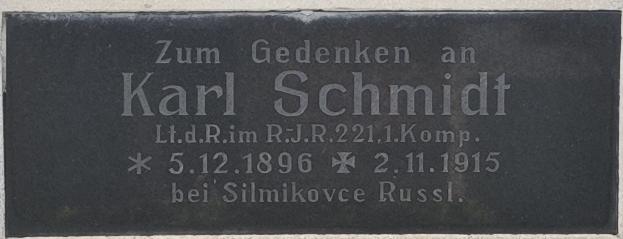 Zum Gedenken an
Karl Schmidt
Lt.d.R.im R.J.R.221,1.Komp.
* 5.12.1896 ✠ 2.11.1915
bei Silmikovce Russl.